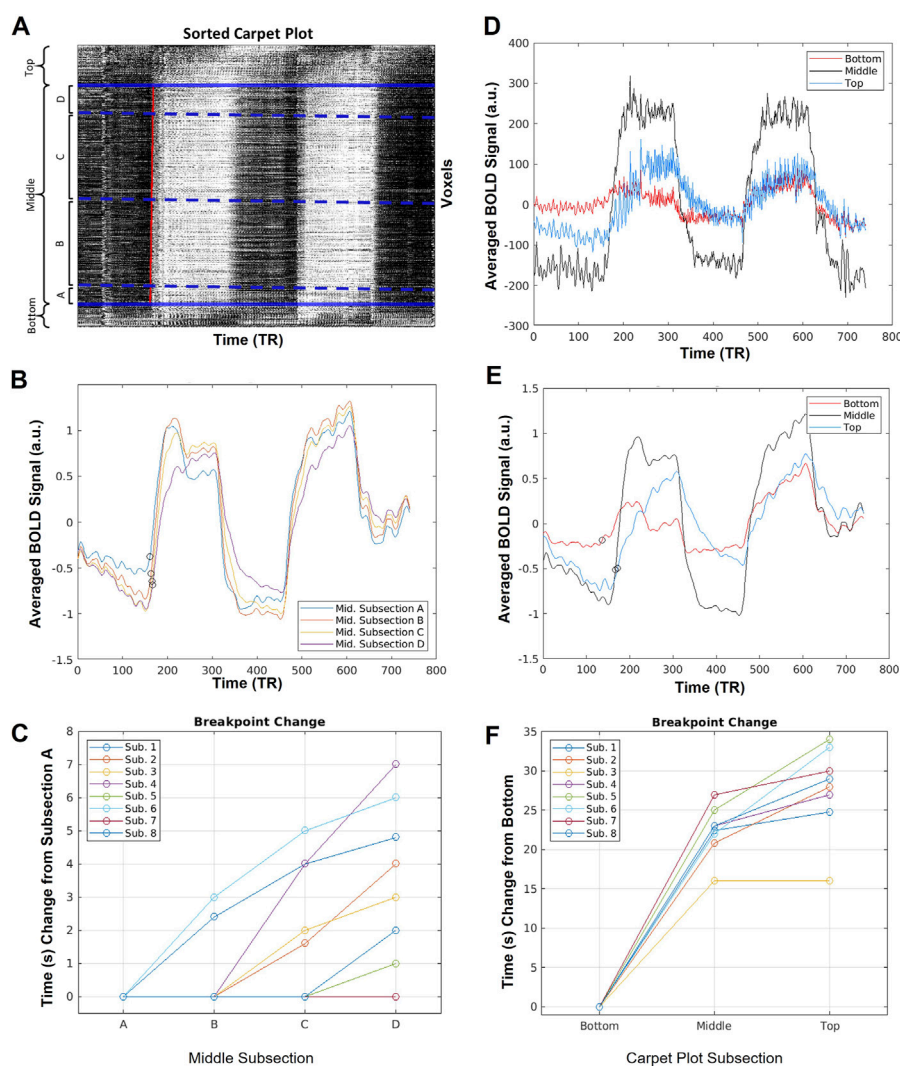 A
Sorted Carpet Plot
Top
D
C
Middle
B
A
Bottom
Voxels
Time (TR)
D
400
300
200
100
0
-100
-200
-300
0 100 200 300 400 500 600 700 800
Averaged BOLD Signal (a.u.)
Time (TR)
Bottom
Middle
Top
B
1
0.5
0
-0.5
-1
-1.5
0 100 200 300 400 500 600 700 800
Averaged BOLD Signal (a.u.)
Time (TR)
Mid. Subsection A
Mid. Subsection B
Mid. Subsection C
Mid. Subsection D
E
1.5
1
0.5
0
-0.5
-1
-1.5
0 100 200 300 400 500 600 700 800
Averaged BOLD Signal (a.u.)
Time (TR)
Bottom
Middle
Top
C
Breakpoint Change
8
7
6
5
4
3
2
1
0
Time (s) Change from Subsection A
Sub. 1
Sub. 2
Sub. 3
Sub. 4
Sub. 5
Sub. 6
Sub. 7
Sub. 8
A B C D
Middle Subsection
F
Breakpoint Change
35
30
25
20
15
10
5
0
Time (s) Change from Bottom
Sub. 1
Sub. 2
Sub. 3
Sub. 4
Sub. 5
Sub. 6
Sub. 7
Sub. 8
Bottom Middle Top
Carpet Plot Subsection